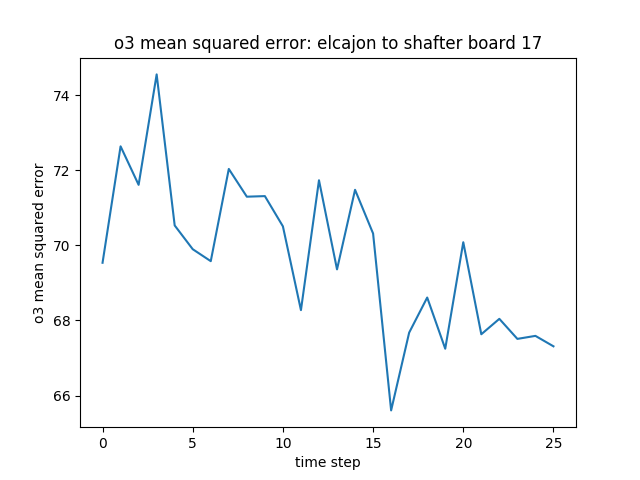 o3 mean squared error: elcajon to shafter board 17
o3 mean squared error
74
72
70
68
66
0 5 10 15 20 25
time step